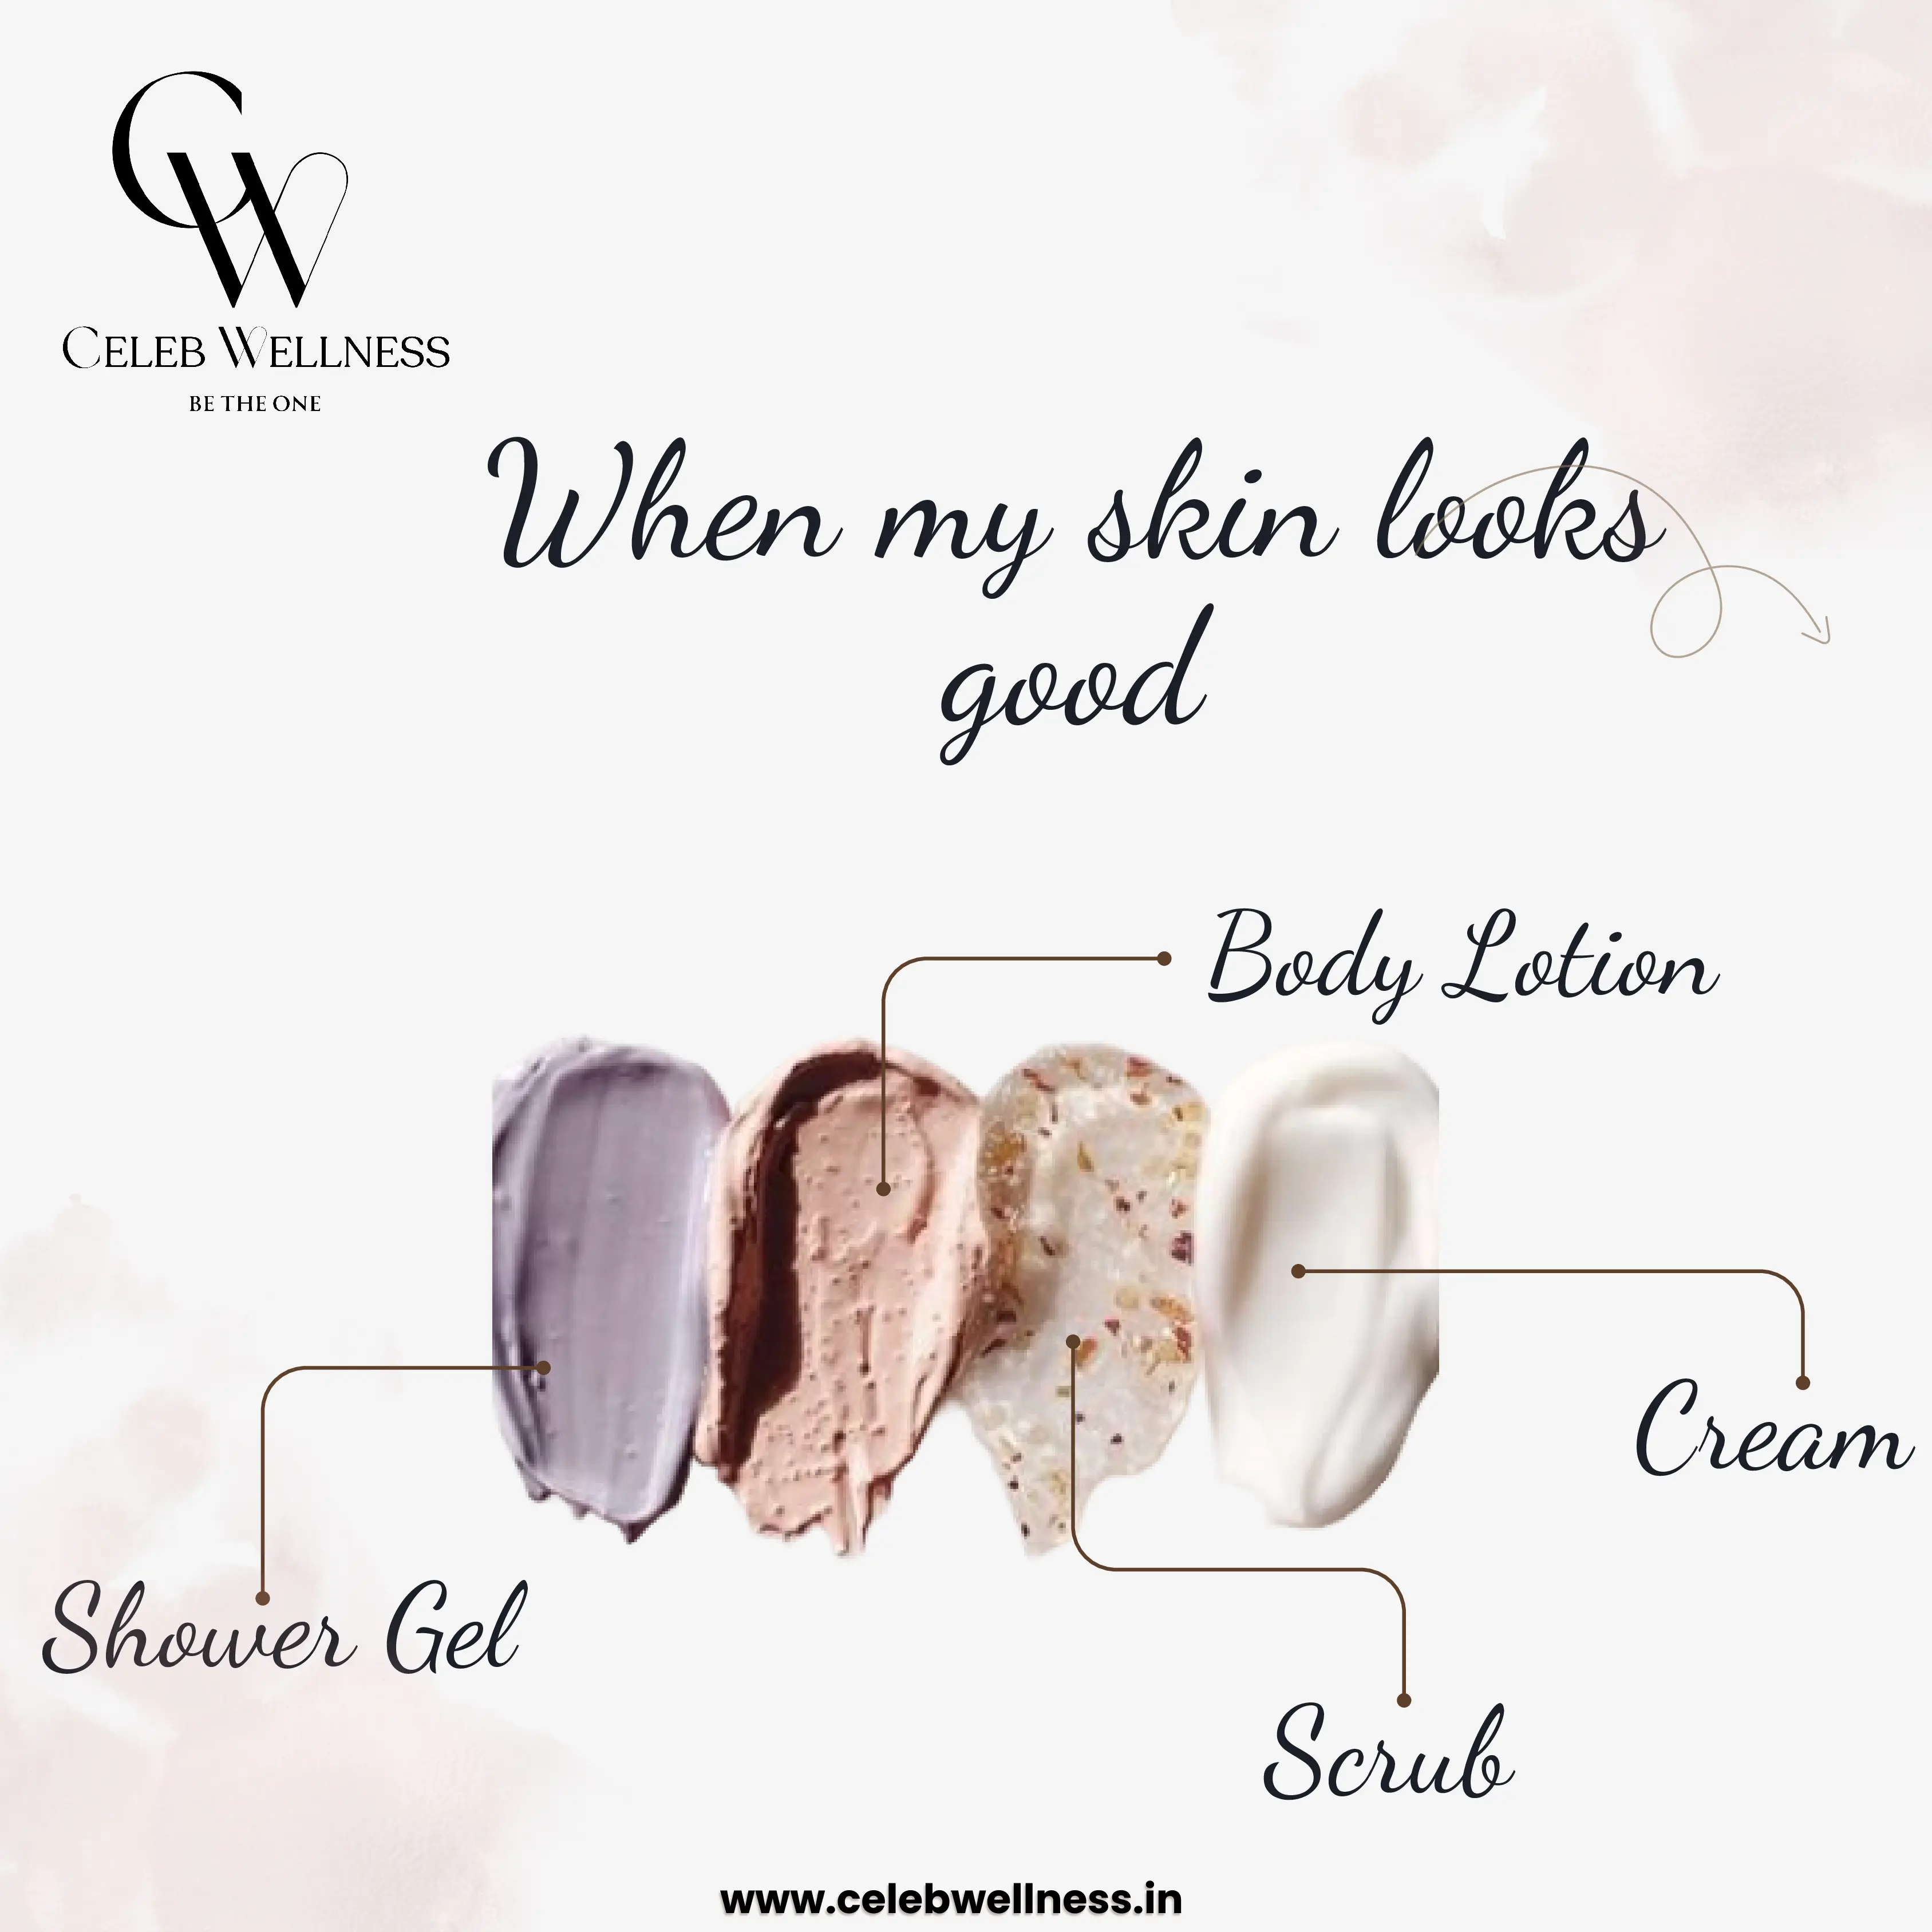 CW
CELEB WELLNESS
BE THE ONE
When my skin looks
good
Body Lotion
Cream
Shower Gel
Scrub
www.celebwellness.in